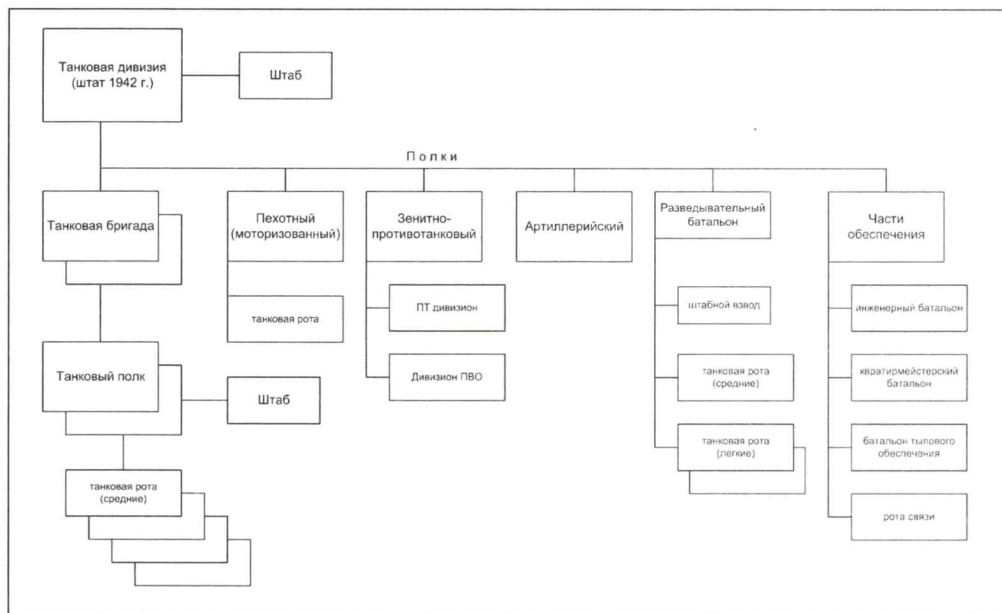 Танковая дивизия
(штат 1942 г.)
Штаб
Полки
Танковая бригада
Пехотный
(моторизованный)
Зенитно-
противотанковый
Артиллерийский
Разведывательный
батальон
Части
обеспечения
танковая рота
ПТ дивизион
штабной взвод
инженерный батальон
Танковый полк
Штаб
Дивизион ПВО
танковая рота
(средние)
квратирмейстерский
батальон
танковая рота
(легкие)
батальон тылового
обеспечения
танковая рота
(средние)
рота связи